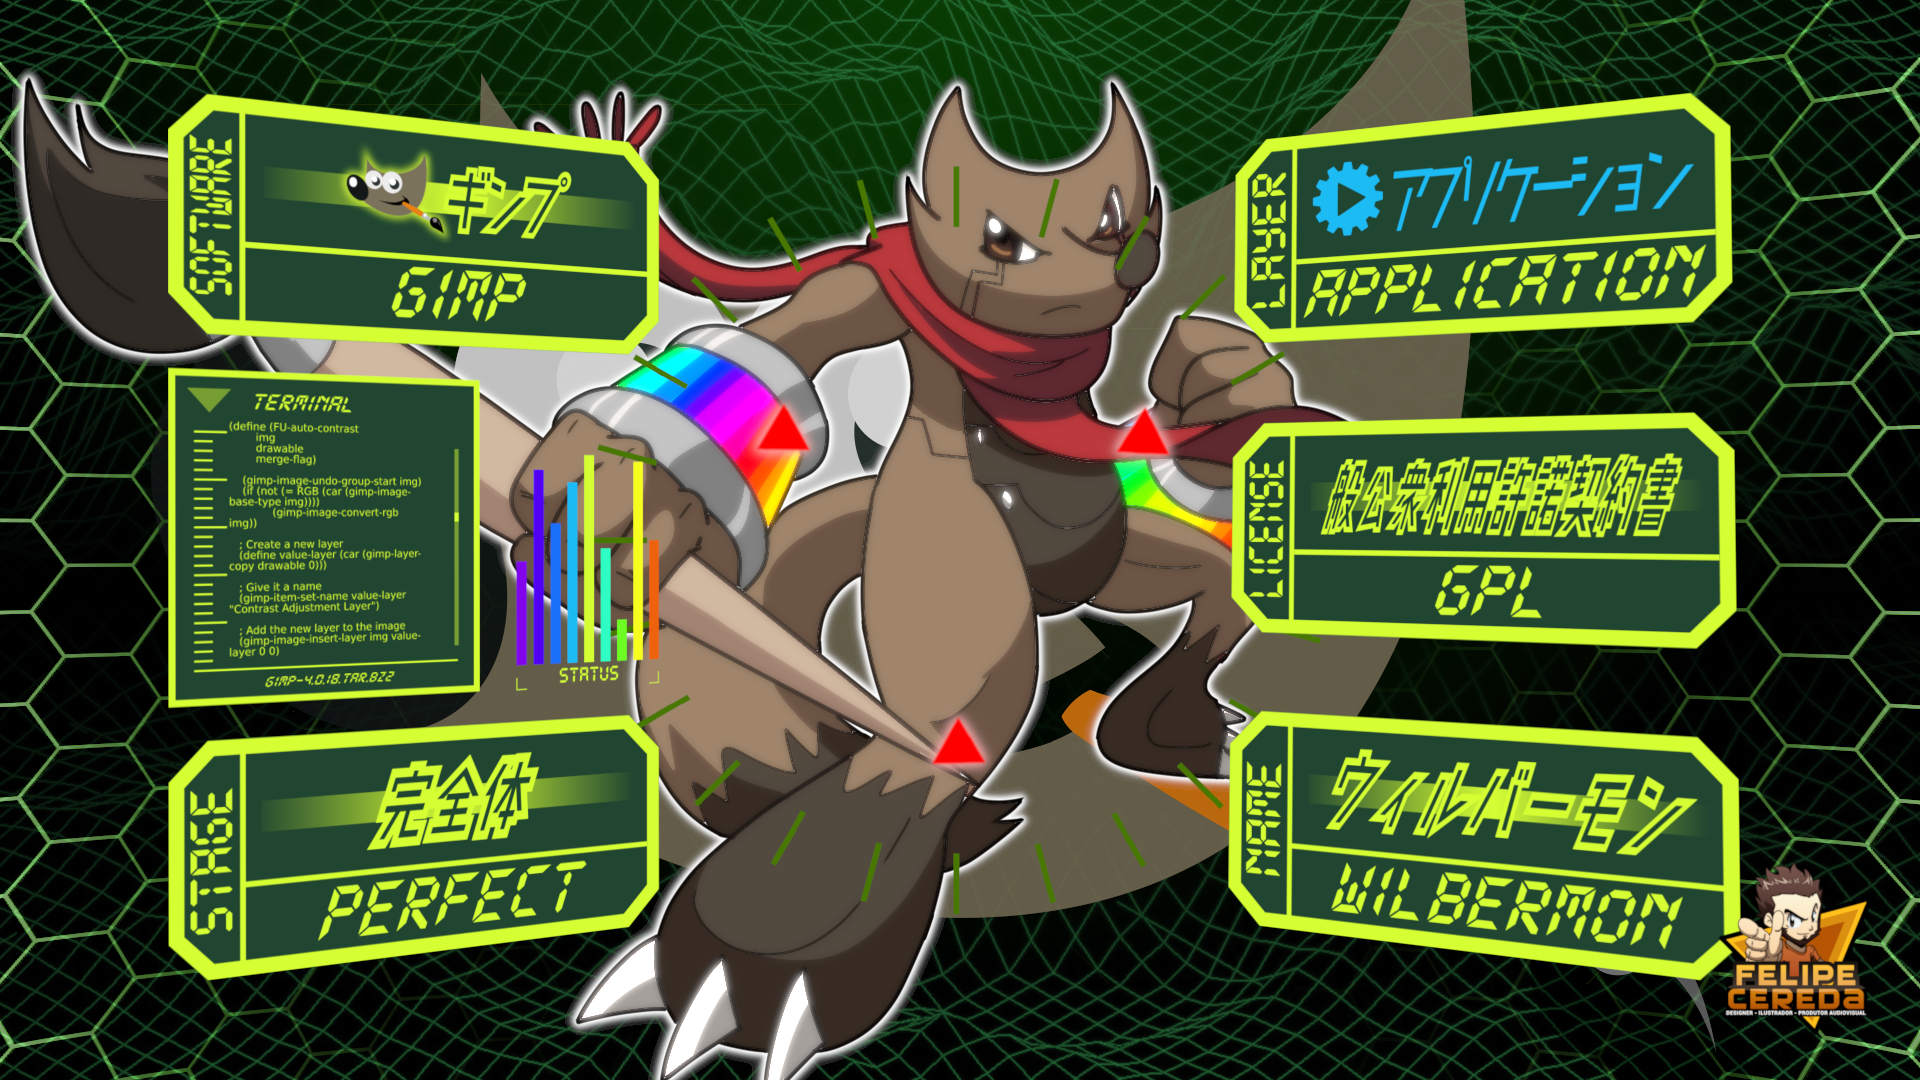 SOFTWARE
ギンプ
GIMP
TERMINAL
(define (FU-auto-contrast
img
drawable
merge-flag)
(gimp-image-undo-group-start img)
(if (not (= RGB (car (gimp-image-
base-type img))))
(gimp-image-convert-rgb
img))
; Create a new layer
(define value-layer (car (gimp-layer-
copy drawable 0)))
; Give it a name
(gimp-item-set-name value-layer
"Contrast Adjustment Layer")
; Add the new layer to the image
(gimp-image-insert-layer img value-
layer 0 0)
GIMP-4.0.18.TAR.BZ2
STATUS
STAGE
完全体
PERFECT
LAYER
アプリケーション
APPLICATION
LICENSE
般公衆利用許諾契約書
GPL
NAME
ウィルバーモン
WILBERMON
FELIPE
CEREDA
DESIGNER - ILUSTRADOR - PRODUTOR AUDIOVISUAL